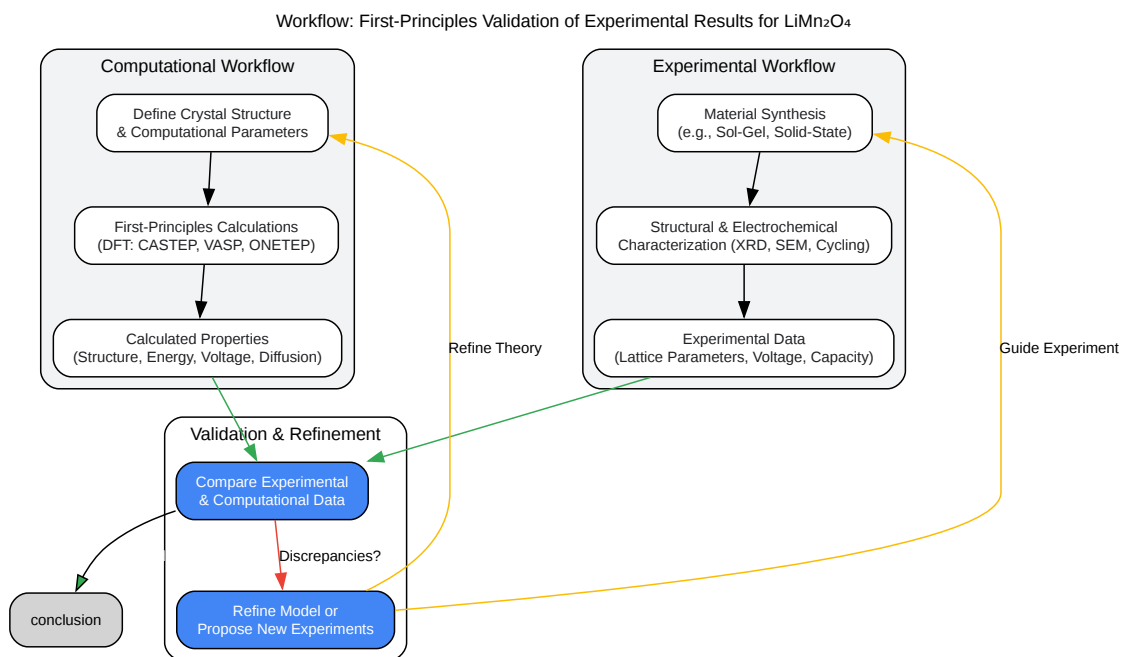 Workflow: First-Principles Validation of Experimental Results for LiMn₂O₄
Computational Workflow
Define Crystal Structure
& Computational Parameters
First-Principles Calculations
(DFT: CASTEP, VASP, ONETEP)
Calculated Properties
(Structure, Energy, Voltage, Diffusion)
Experimental Workflow
Material Synthesis
(e.g., Sol-Gel, Solid-State)
Structural & Electrochemical
Characterization (XRD, SEM, Cycling)
Experimental Data
(Lattice Parameters, Voltage, Capacity)
Refine Theory
Guide Experiment
Validation & Refinement
Compare Experimental
& Computational Data
Discrepancies?
Refine Model or
Propose New Experiments
conclusion